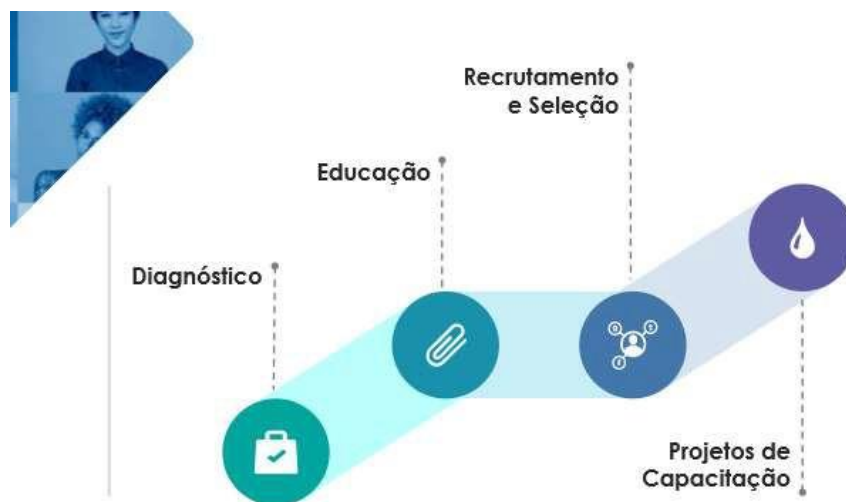 Diagnóstico
Educação
Recrutamento
e Seleção
Projetos de
Capacitação